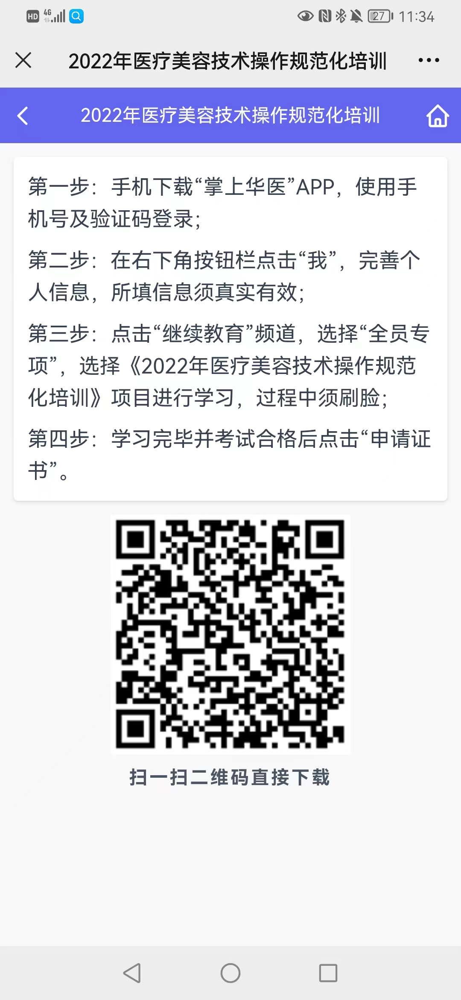 HD 4G 27 11:34
2022年医疗美容技术操作规范化培训
2022年医疗美容技术操作规范化培训
第一步：手机下载“掌上华医”APP，使用手
机号及验证码登录；
第二步：在右下角按钮栏点击“我”，完善个
人信息，所填信息须真实有效；
第三步：点击“继续教育”频道，选择“全员专
项”，选择《2022年医疗美容技术操作规范
化培训》项目进行学习，过程中须刷脸；
第四步：学习完毕并考试合格后点击“申请证
书”。
扫一扫二维码直接下载